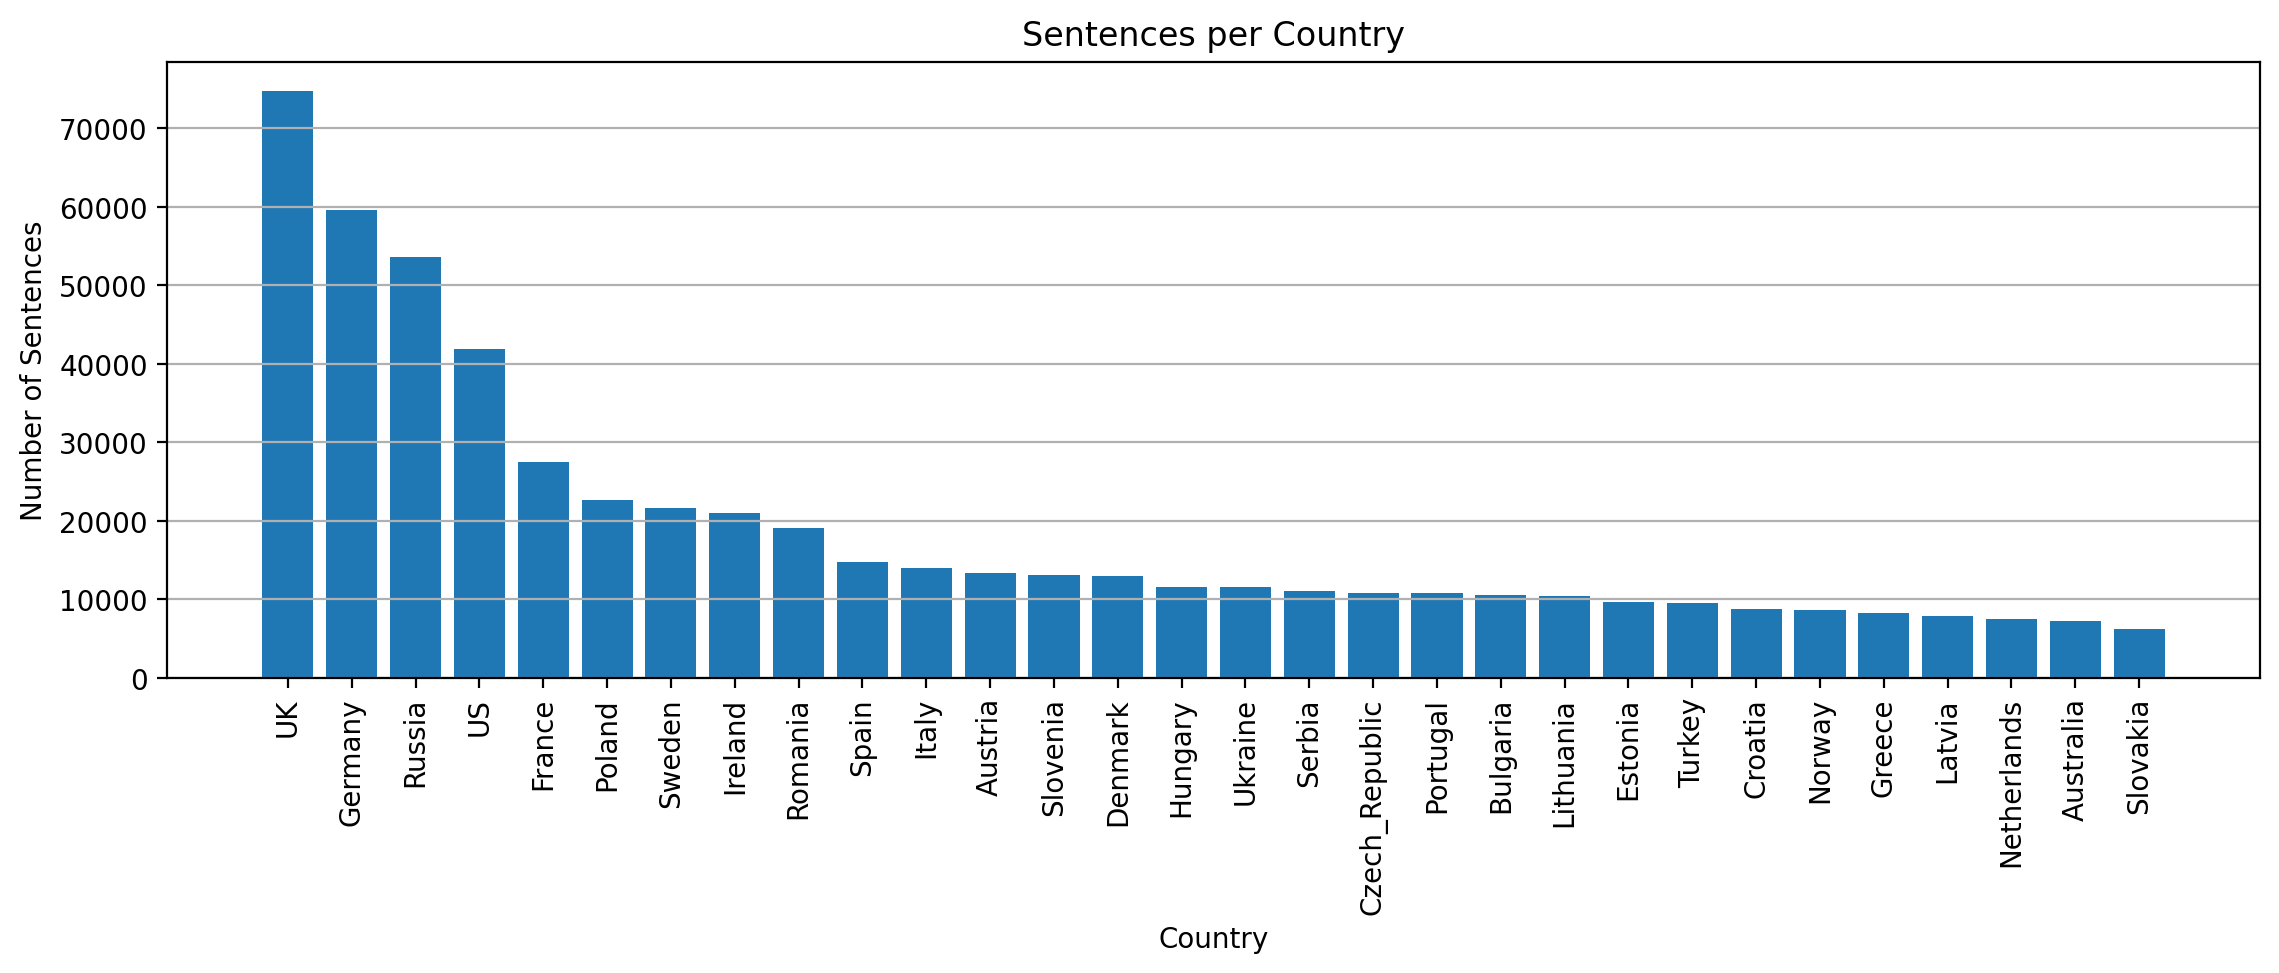 Sentences per Country
Number of Sentences
70000
60000
50000
40000
30000
20000
10000
0
UK
Germany
Russia
US
France
Poland
Sweden
Ireland
Romania
Spain
Italy
Austria
Slovenia
Denmark
Hungary
Ukraine
Serbia
Czech_Republic
Portugal
Bulgaria
Lithuania
Estonia
Turkey
Croatia
Norway
Greece
Latvia
Netherlands
Australia
Slovakia
Country